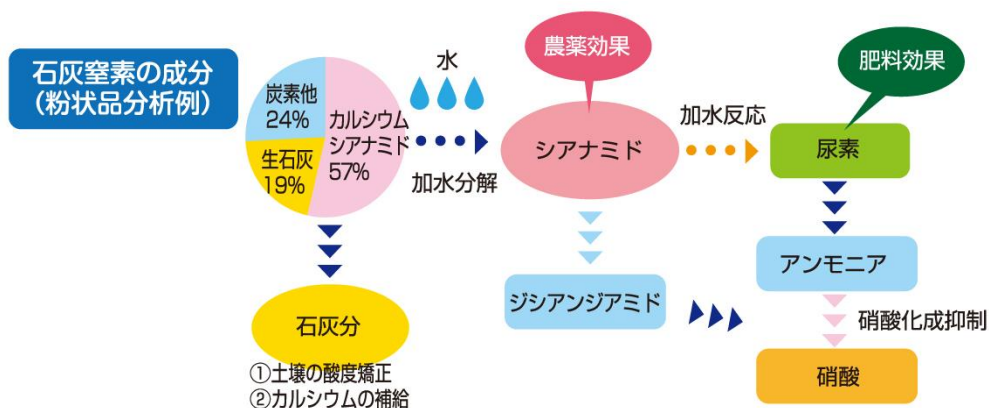 石灰窒素の成分
（粉状品分析例）
炭素他
24%
生石灰
19%
カルシウム
シアナミド
57%
水
加水分解
農薬効果
シアナミド
加水反応
肥料効果
尿素
アンモニア
硝酸化成抑制
硝酸
ジシアンジアミド
石灰分
①土壌の酸度矯正
②カルシウムの補給